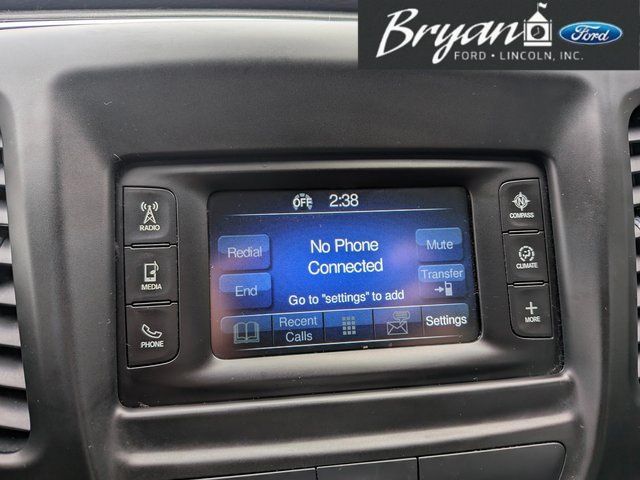 Bryan Ford
FORD • LINCOLN, INC.
OFF 2:38
RADIO
MEDIA
PHONE
Redial
End
No Phone
Connected
Go to "settings" to add
Mute
Transfer
Recent
Calls
Settings
N
COMPASS
CLIMATE
+
MORE